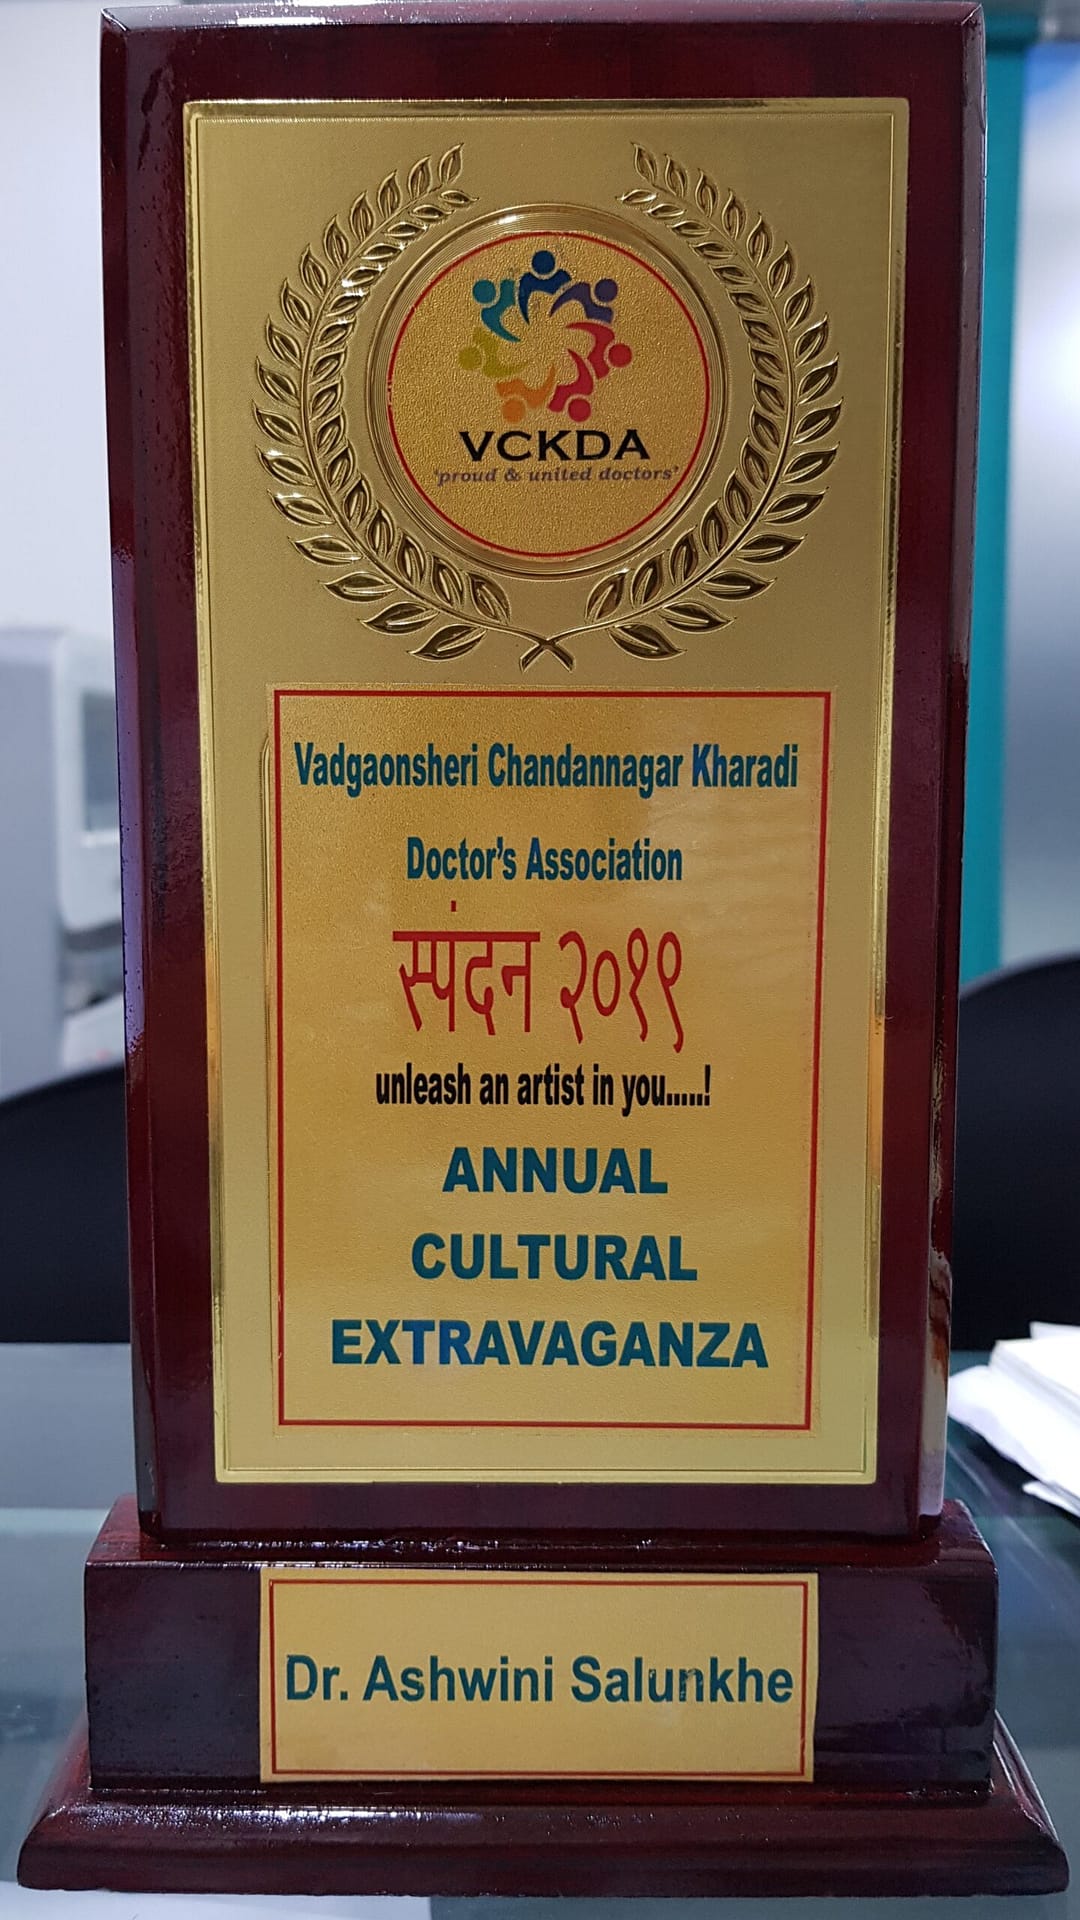 VCKDA
'proud & united doctors'
Vadgaonsheri Chandannagar Kharadi
Doctor's Association
स्पंदन २०१९
unleash an artist in you.....!
ANNUAL
CULTURAL
EXTRAVAGANZA
Dr. Ashwini Salunkhe